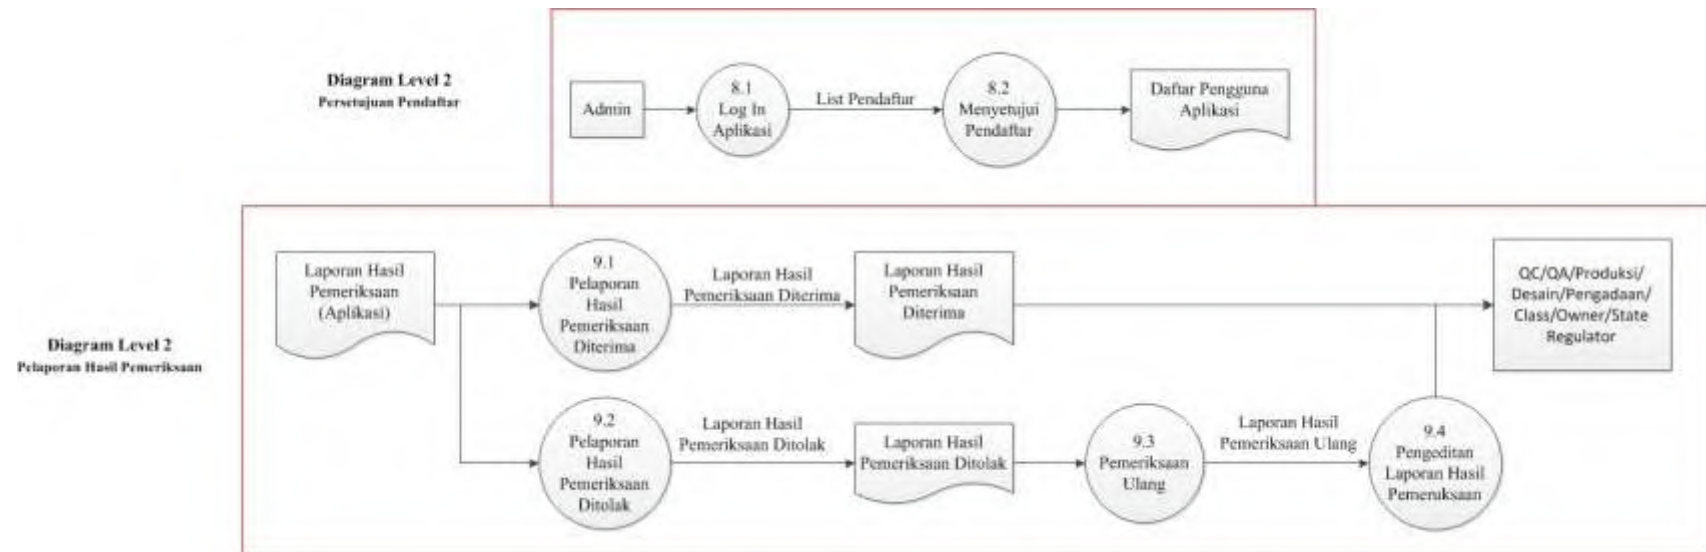 Diagram Level 2
Persetujuan Pendaftar
Admin
8.1
Log In
Aplikasi
List Pendaftar
8.2
Menyetujui
Pendaftar
Daftar Pengguna
Aplikasi
Diagram Level 2
Pelaporan Hasil Pemeriksaan
Laporan Hasil
Pemeriksaan
(Aplikasi)
9.1
Pelaporan
Hasil
Pemeriksaan
Diterima
Laporan Hasil
Pemeriksaan Diterima
Laporan Hasil
Pemeriksaan
Diterima
QC/QA/Produksi/
Desain/Pengadaan/
Class/Owner/State
Regulator
9.2
Pelaporan
Hasil
Pemeriksaan
Ditolak
Laporan Hasil
Pemeriksaan Ditolak
Laporan Hasil
Pemeriksaan Ditolak
9.3
Pemeriksaan
Ulang
Laporan Hasil
Pemeriksaan Ulang
9.4
Pengeditan
Laporan Hasil
Pemeruksaan